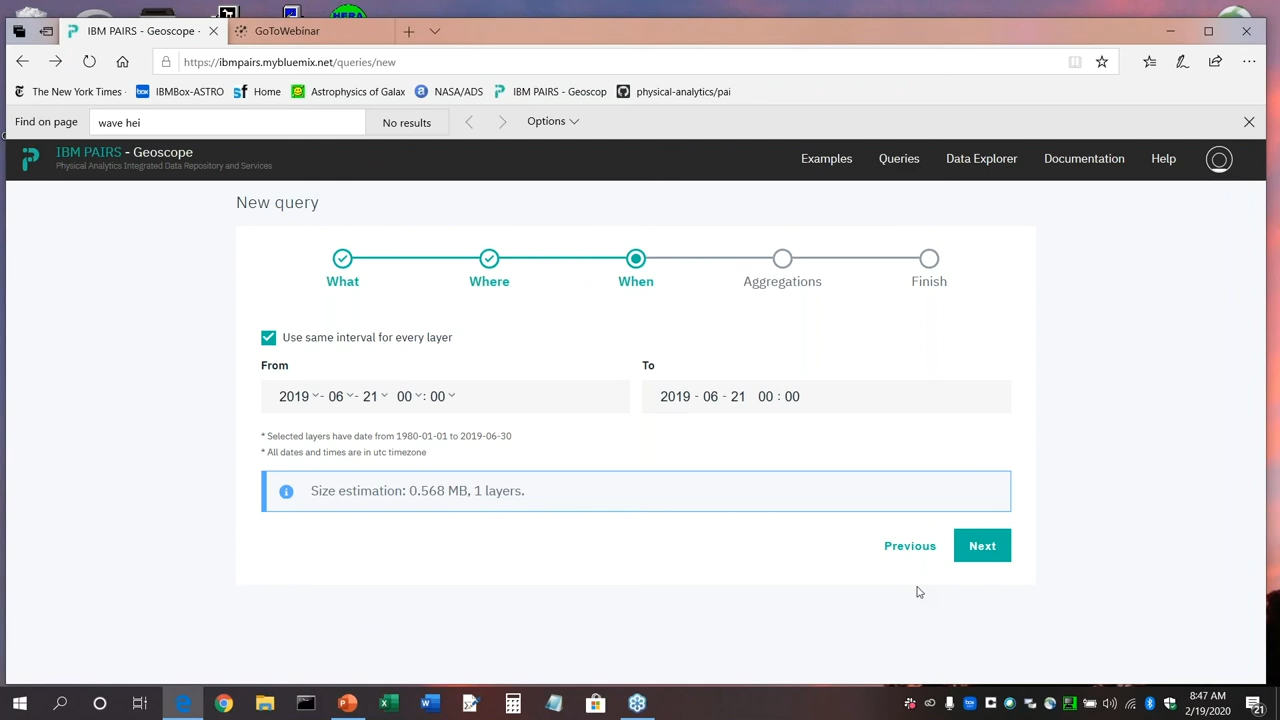 IBM PAIRS - Geoscope -
GoToWebinar
https://ibmpairs.mybluemix.net/queries/new
The New York Times -
IBMBox-ASTRO
Home
Astrophysics of Galax
NASA/ADS
IBM PAIRS - Geoscop
physical-analytics/pai
Find on page
wave hei
No results
Options
IBM PAIRS - Geoscope
Physical Analytics Integrated Data Repository and Services
Examples
Queries
Data Explorer
Documentation
Help
New query
What
Where
When
Aggregations
Finish
Use same interval for every layer
From
To
2019 - 06 - 21 00 : 00
2019 - 06 - 21 00 : 00
* Selected layers have date from 1980-01-01 to 2019-06-30
* All dates and times are in utc timezone
Size estimation: 0.568 MB, 1 layers.
Previous
Next
8:47 AM
2/19/2020
21